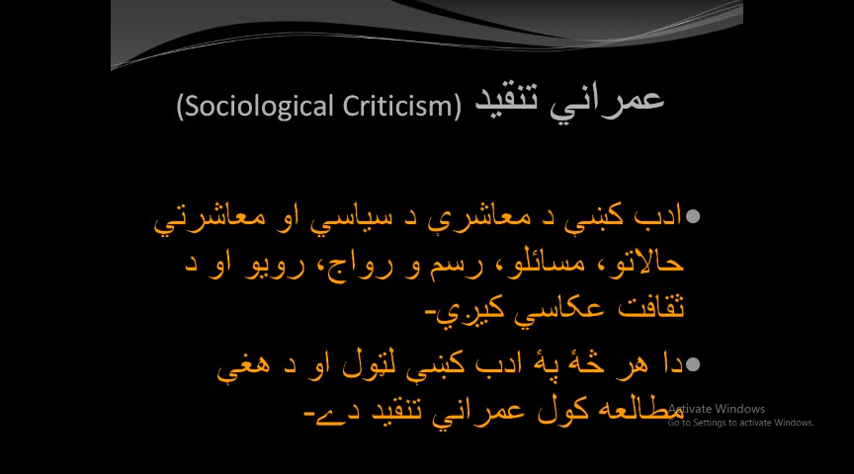 عمراني تنقيد (Sociological Criticism)
•ادب کښې د معاشرې د سياسي او معاشرتي
حالاتو، مسائلو، رسم و رواج، رويو او د
ثقافت عکاسي کيږي-
•دا هر څۀ پۀ ادب کښې لټول او د هغې
مطالعه کول عمراني تنقيد دے-
Activate Windows
Go to Settings to activate Windows.